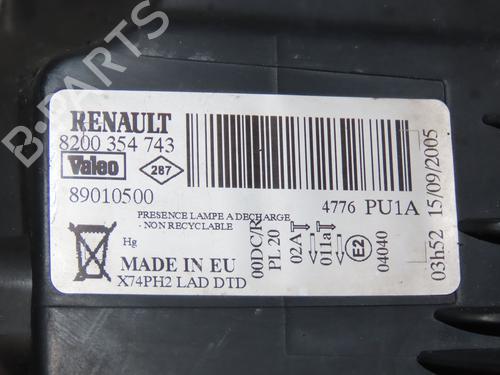 RENAULT
8200 354 743
Valeo
287
89010500
4776 PU1A
PRESENCE LAMPE A DECHARGE
- NON RECYCLABLE
Hg
MADE IN EU
X74PH2 LAD DTD
00DC/R
PL 20
02A
011a
E2
04040
03h52 15/09/2005
B-PARTS